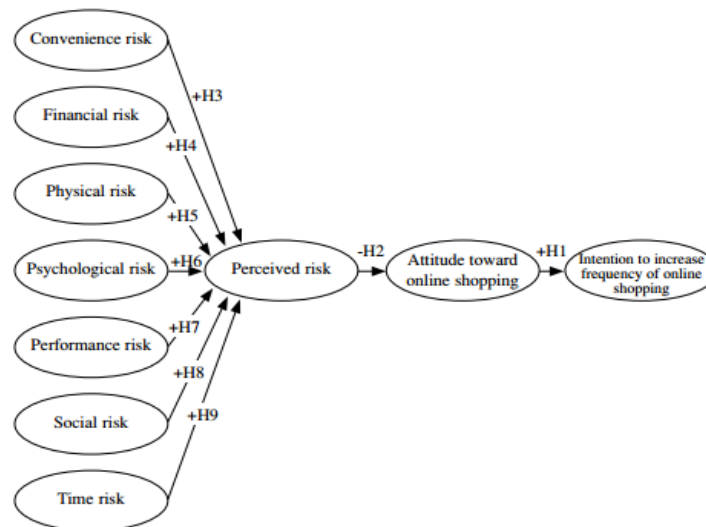 Convenience risk
+H3
Financial risk
+H4
Physical risk
+H5
Psychological risk
+H6
Perceived risk
-H2
Attitude toward
online shopping
+H1
Intention to increase
frequency of online
shopping
Performance risk
+H7
+H8
Social risk
+H9
Time risk